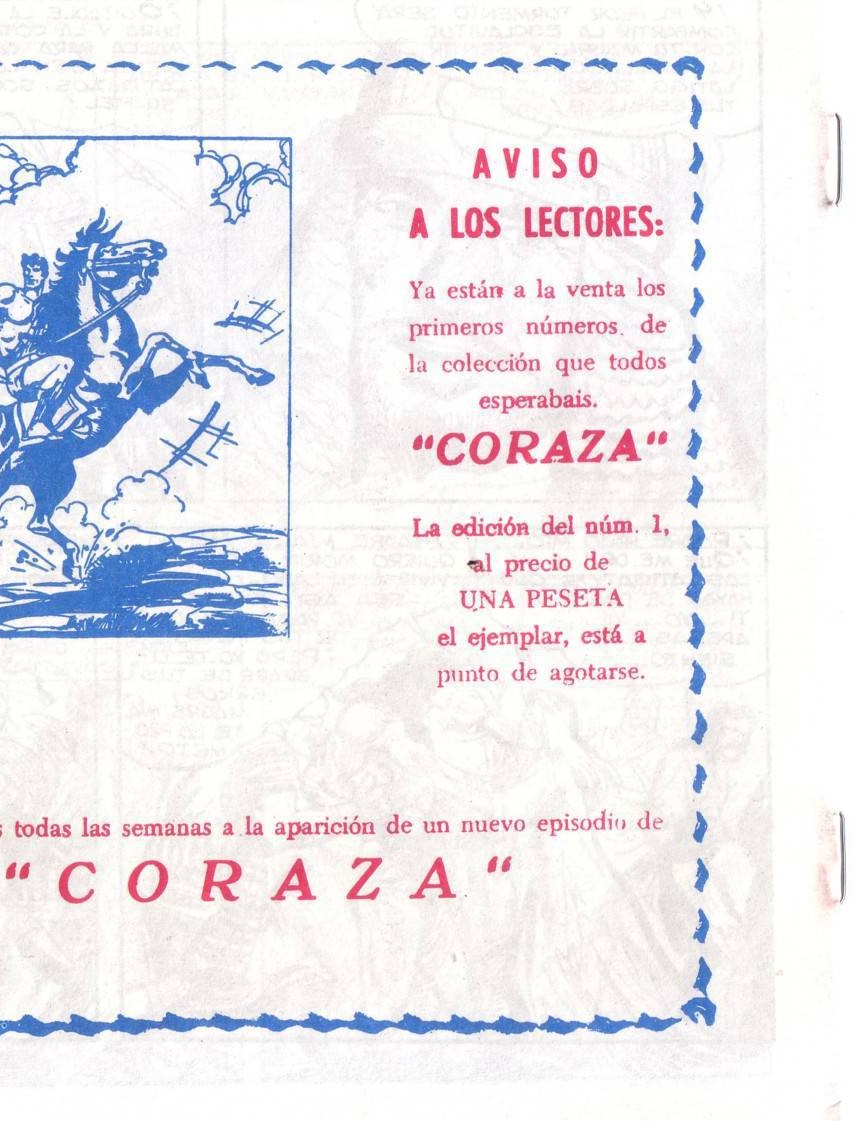 AVISO
A LOS LECTORES:
Ya están a la venta los
primeros números. de
la colección que todos
esperabais.
"CORAZA"
La edición del núm. 1,
al precio de
UNA PESETA
el ejemplar, está a
punto de agotarse.
s todas las semanas a la aparición de un nuevo episodio de
"CORAZA"